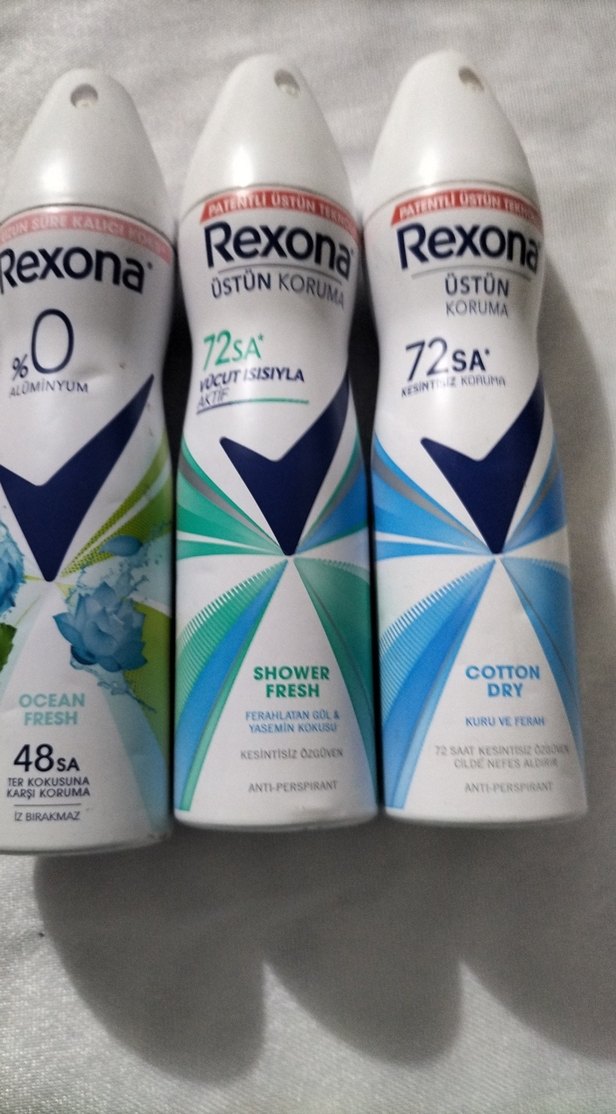 UZUN SÜRE KALICI
Rexona
%0
ALÜMİNYUM
OCEAN
FRESH
48SA
TER KOKUSUNA
KARŞI KORUMA
İZ BIRAKMAZ
PATENTLİ ÜSTÜN
Rexona
ÜSTÜN KORUMA
72SA*
VÜCUT ISISIYLA
AKTİF
SHOWER
FRESH
FERAHLATAN GÜL &
YASEMİN KOKUSU
KESİNTİSİZ ÖZGÜVEN
ANTI-PERSPIRANT
PATENTLİ ÜSTÜN
Rexona
ÜSTÜN
KORUMA
72SA*
KESİNTİSİZ KORUMA
COTTON
DRY
KURU VE FERAH
72 SAAT KESİNTİSİZ ÖZGÜVEN
CİLDE NEFES ALDIRIR
ANTI-PERSPIRANT